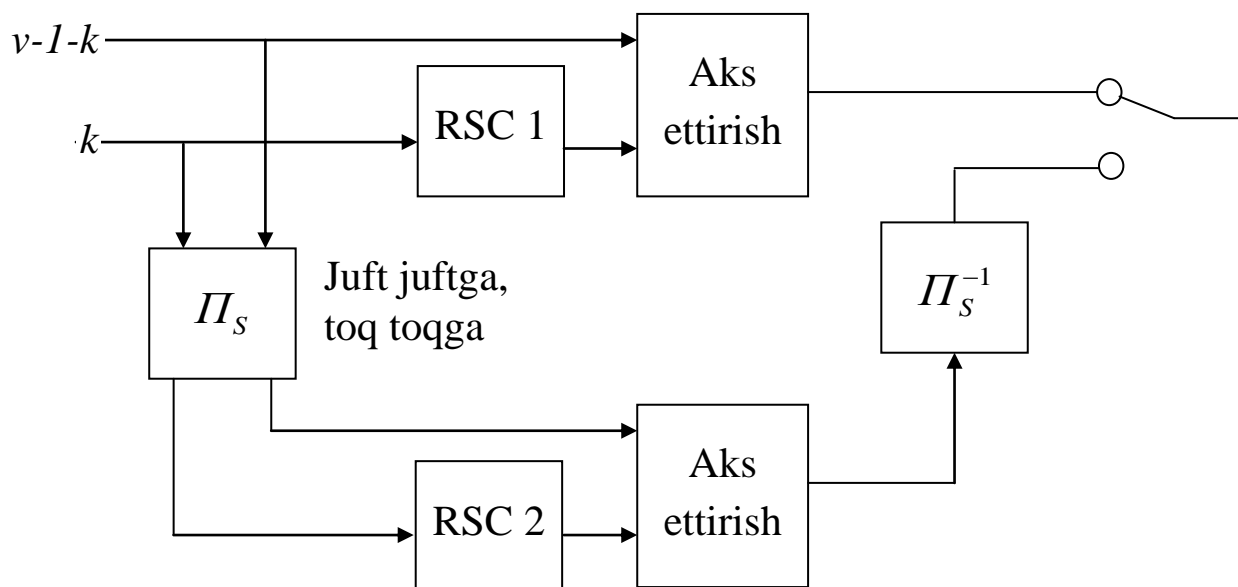 v-1-k
Aks
ettirish
RSC 1
k
Π_S
Juft juftga,
toq toqga
Π_S^{-1}
Aks
ettirish
RSC 2